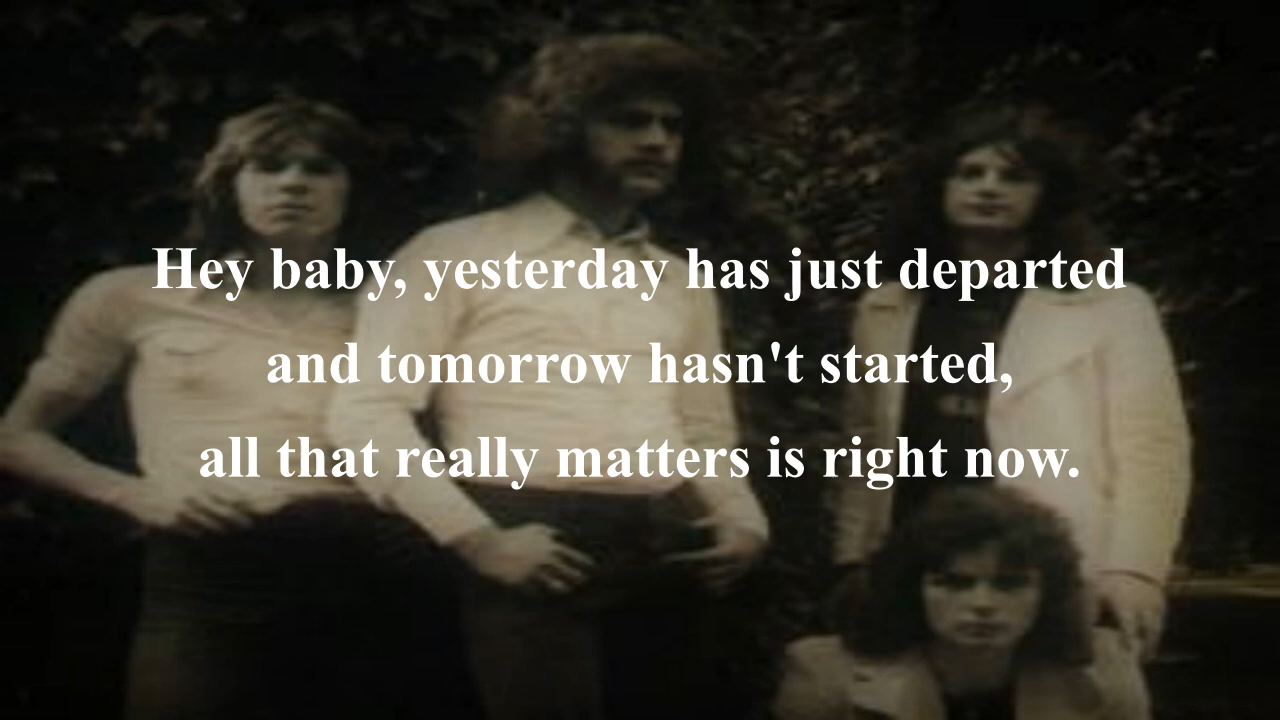 Hey baby, yesterday has just departed
and tomorrow hasn't started,
all that really matters is right now.